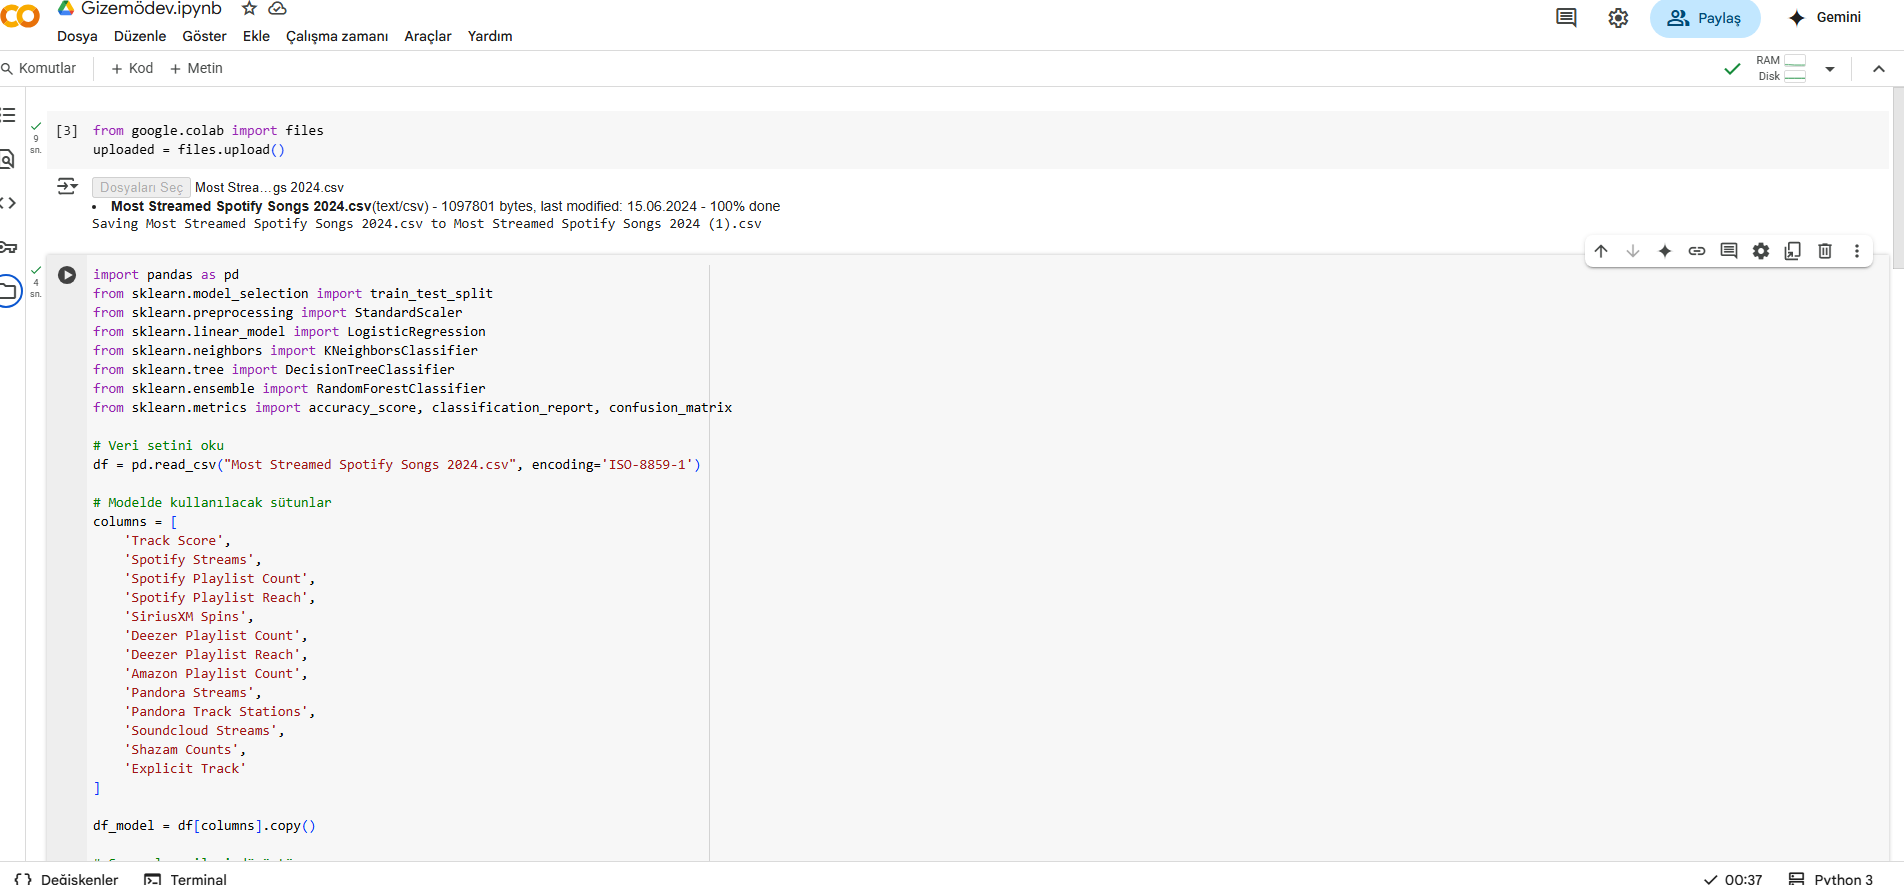 Gizemödev.ipynb
Dosya Düzenle Göster Ekle Çalışma zamanı Araçlar Yardım
Paylaş
Gemini
Komutlar + Kod + Metin
RAM
Disk
9
sn.
[3] from google.colab import files
uploaded = files.upload()
Dosyaları Seç Most Strea...gs 2024.csv
• Most Streamed Spotify Songs 2024.csv(text/csv) - 1097801 bytes, last modified: 15.06.2024 - 100% done
Saving Most Streamed Spotify Songs 2024.csv to Most Streamed Spotify Songs 2024 (1).csv
4
sn.
import pandas as pd
from sklearn.model_selection import train_test_split
from sklearn.preprocessing import StandardScaler
from sklearn.linear_model import LogisticRegression
from sklearn.neighbors import KNeighborsClassifier
from sklearn.tree import DecisionTreeClassifier
from sklearn.ensemble import RandomForestClassifier
from sklearn.metrics import accuracy_score, classification_report, confusion_matrix
# Veri setini oku
df = pd.read_csv("Most Streamed Spotify Songs 2024.csv", encoding='ISO-8859-1')
# Modelde kullanılacak sütunlar
columns = [
'Track Score',
'Spotify Streams',
'Spotify Playlist Count',
'Spotify Playlist Reach',
'SiriusXM Spins',
'Deezer Playlist Count',
'Deezer Playlist Reach',
'Amazon Playlist Count',
'Pandora Streams',
'Pandora Track Stations',
'Soundcloud Streams',
'Shazam Counts',
'Explicit Track'
]
df_model = df[columns].copy()
Değişkenler Terminal
00:37 Python 3